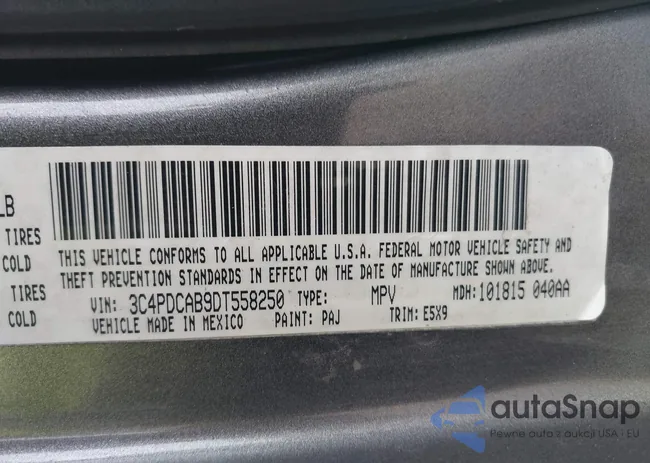 LB
TIRES
COLD
TIRES
COLD
THIS VEHICLE CONFORMS TO ALL APPLICABLE U.S.A. FEDERAL MOTOR VEHICLE SAFETY AND
THEFT PREVENTION STANDARDS IN EFFECT ON THE DATE OF MANUFACTURE SHOWN ABOVE.
VIN: 3C4PDCAB9DT558250 TYPE: MPV MDH: 101815 040AA
VEHICLE MADE IN MEXICO PAINT: PAJ TRIM: E5X9
autoSnap
Pewne auto z aukcji USA - EU